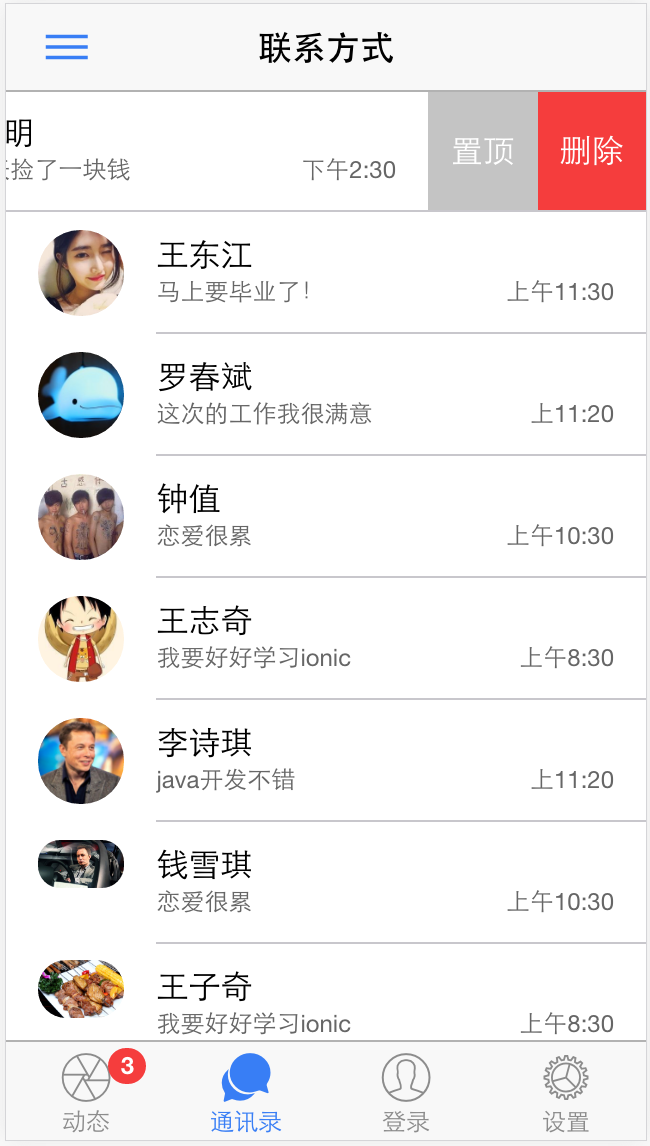 联系方式
明
捡了一块钱
下午2:30
置顶
删除
王东江
马上要毕业了!
上午11:30
罗春斌
这次的工作我很满意
上11:20
钟值
恋爱很累
上午10:30
王志奇
我要好好学习ionic
上午8:30
李诗琪
java开发不错
上11:20
钱雪琪
恋爱很累
上午10:30
王子奇
我要好好学习ionic
上午8:30
3
动态
通讯录
登录
设置